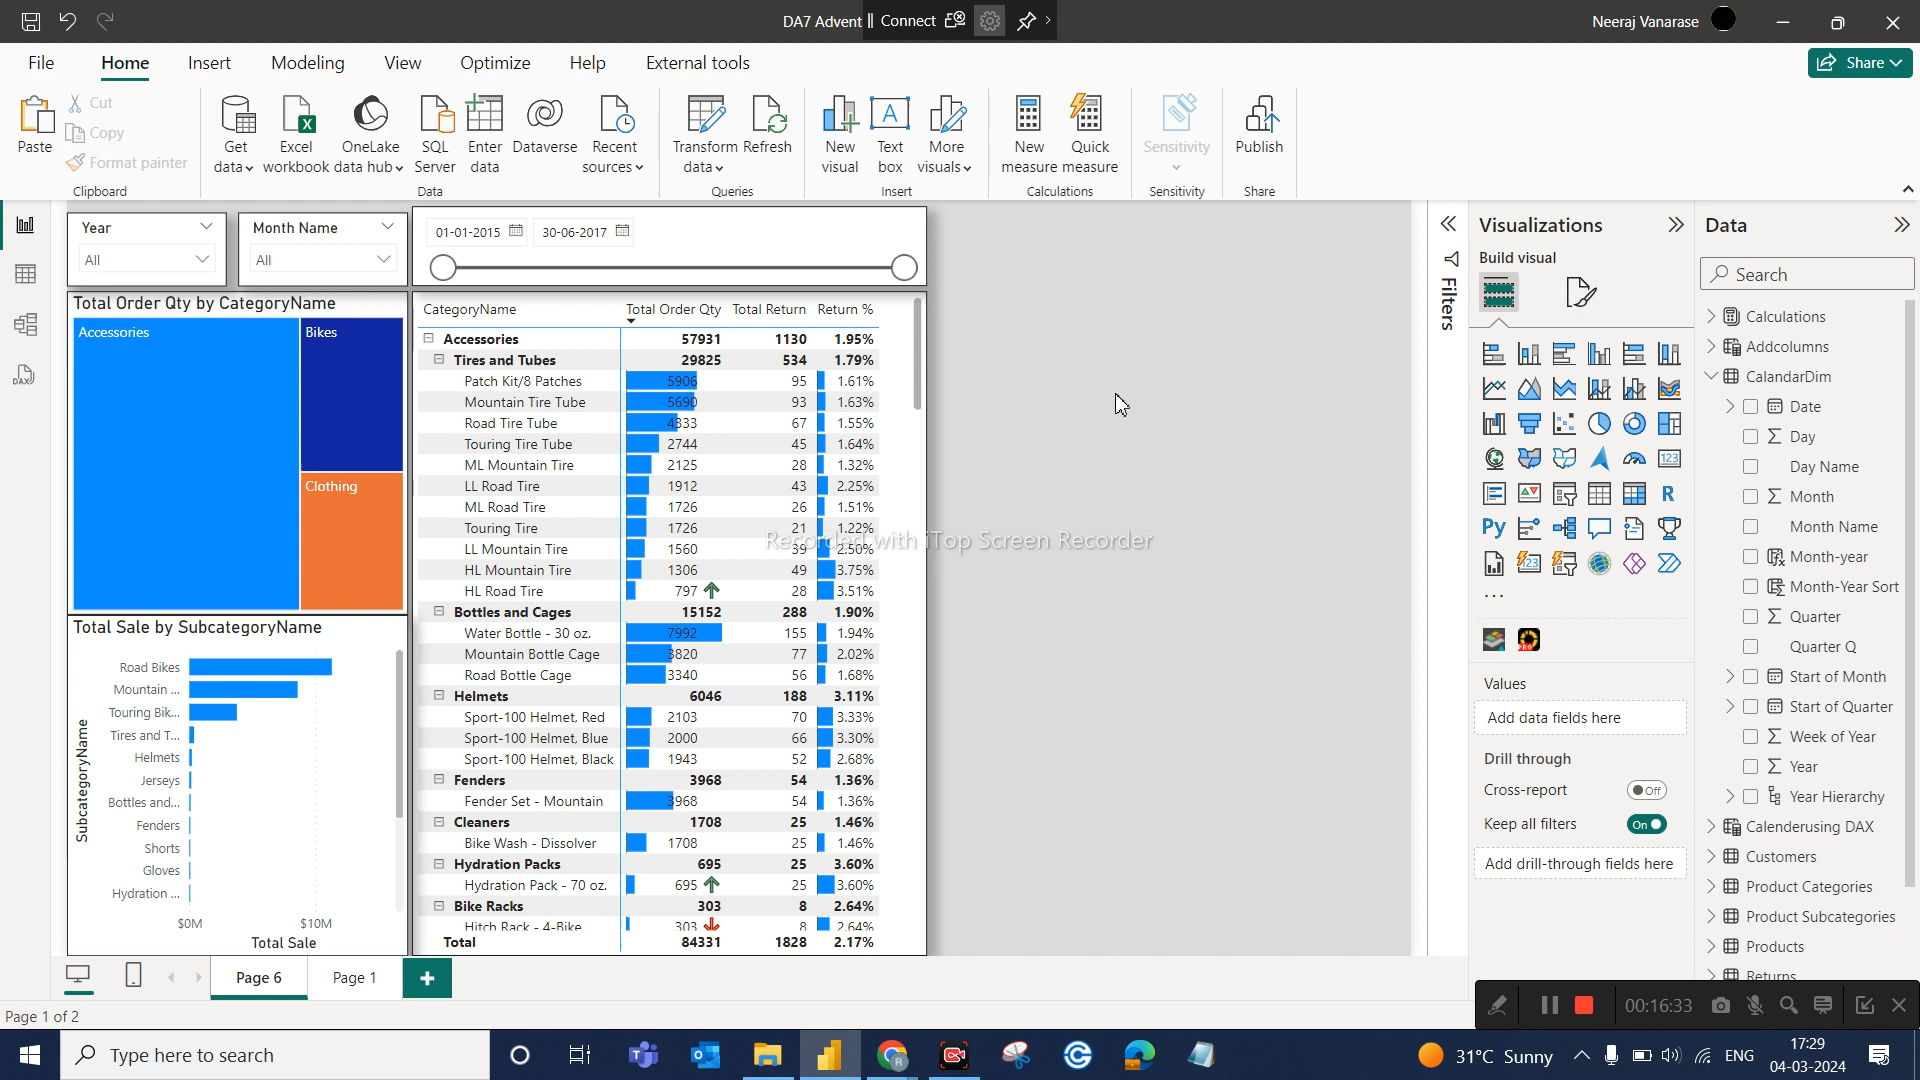 DA7 Advent
Connect
Neeraj Vanarase
File
Home
Insert
Modeling
View
Optimize
Help
External tools
Share
Paste
Cut
Copy
Format painter
Clipboard
Get data
Excel workbook
OneLake data hub
SQL Server
Enter data
Dataverse
Recent sources
Data
Transform data
Refresh
Queries
New visual
Text box
More visuals
Insert
New measure
Quick measure
Calculations
Sensitivity
Sensitivity
Publish
Share
Year
All
Month Name
All
01-01-2015
30-06-2017
Total Order Qty by CategoryName
Accessories
Bikes
Clothing
Total Sale by SubcategoryName
SubcategoryName
Road Bikes
Mountain ...
Touring Bik...
Tires and T...
Helmets
Jerseys
Bottles and...
Fenders
Shorts
Gloves
Hydration ...
$0M $10M
Total Sale
CategoryName Total Order Qty Total Return Return %
Accessories 57931 1130 1.95%
Tires and Tubes 29825 534 1.79%
Patch Kit/8 Patches 5906 95 1.61%
Mountain Tire Tube 5690 93 1.63%
Road Tire Tube 4333 67 1.55%
Touring Tire Tube 2744 45 1.64%
ML Mountain Tire 2125 28 1.32%
LL Road Tire 1912 43 2.25%
ML Road Tire 1726 26 1.51%
Touring Tire 1726 21 1.22%
LL Mountain Tire 1560 39 2.50%
HL Mountain Tire 1306 49 3.75%
HL Road Tire 797 28 3.51%
Bottles and Cages 15152 288 1.90%
Water Bottle - 30 oz. 7992 155 1.94%
Mountain Bottle Cage 3820 77 2.02%
Road Bottle Cage 3340 56 1.68%
Helmets 6046 188 3.11%
Sport-100 Helmet, Red 2103 70 3.33%
Sport-100 Helmet, Blue 2000 66 3.30%
Sport-100 Helmet, Black 1943 52 2.68%
Fenders 3968 54 1.36%
Fender Set - Mountain 3968 54 1.36%
Cleaners 1708 25 1.46%
Bike Wash - Dissolver 1708 25 1.46%
Hydration Packs 695 25 3.60%
Hydration Pack - 70 oz. 695 25 3.60%
Bike Racks 303 8 2.64%
Hitch Rack - 4-Bike 303 8 2.64%
Total 84331 1828 2.17%
Recorded with iTop Screen Recorder
Filters
Visualizations
Build visual
123
R
Py
123
...
PRO
Values
Add data fields here
Drill through
Cross-report
Off
Keep all filters
On
Add drill-through fields here
Data
Search
Calculations
Addcolumns
CalandarDim
Date
Day
Day Name
Month
Month Name
Month-year
Month-Year Sort
Quarter
Quarter Q
Start of Month
Start of Quarter
Week of Year
Year
Year Hierarchy
Calenderusing DAX
Customers
Product Categories
Product Subcategories
Products
Returns
DAX
Page 6
Page 1
+
Page 1 of 2
00:16:33
Type here to search
31°C Sunny
ENG
17:29
04-03-2024